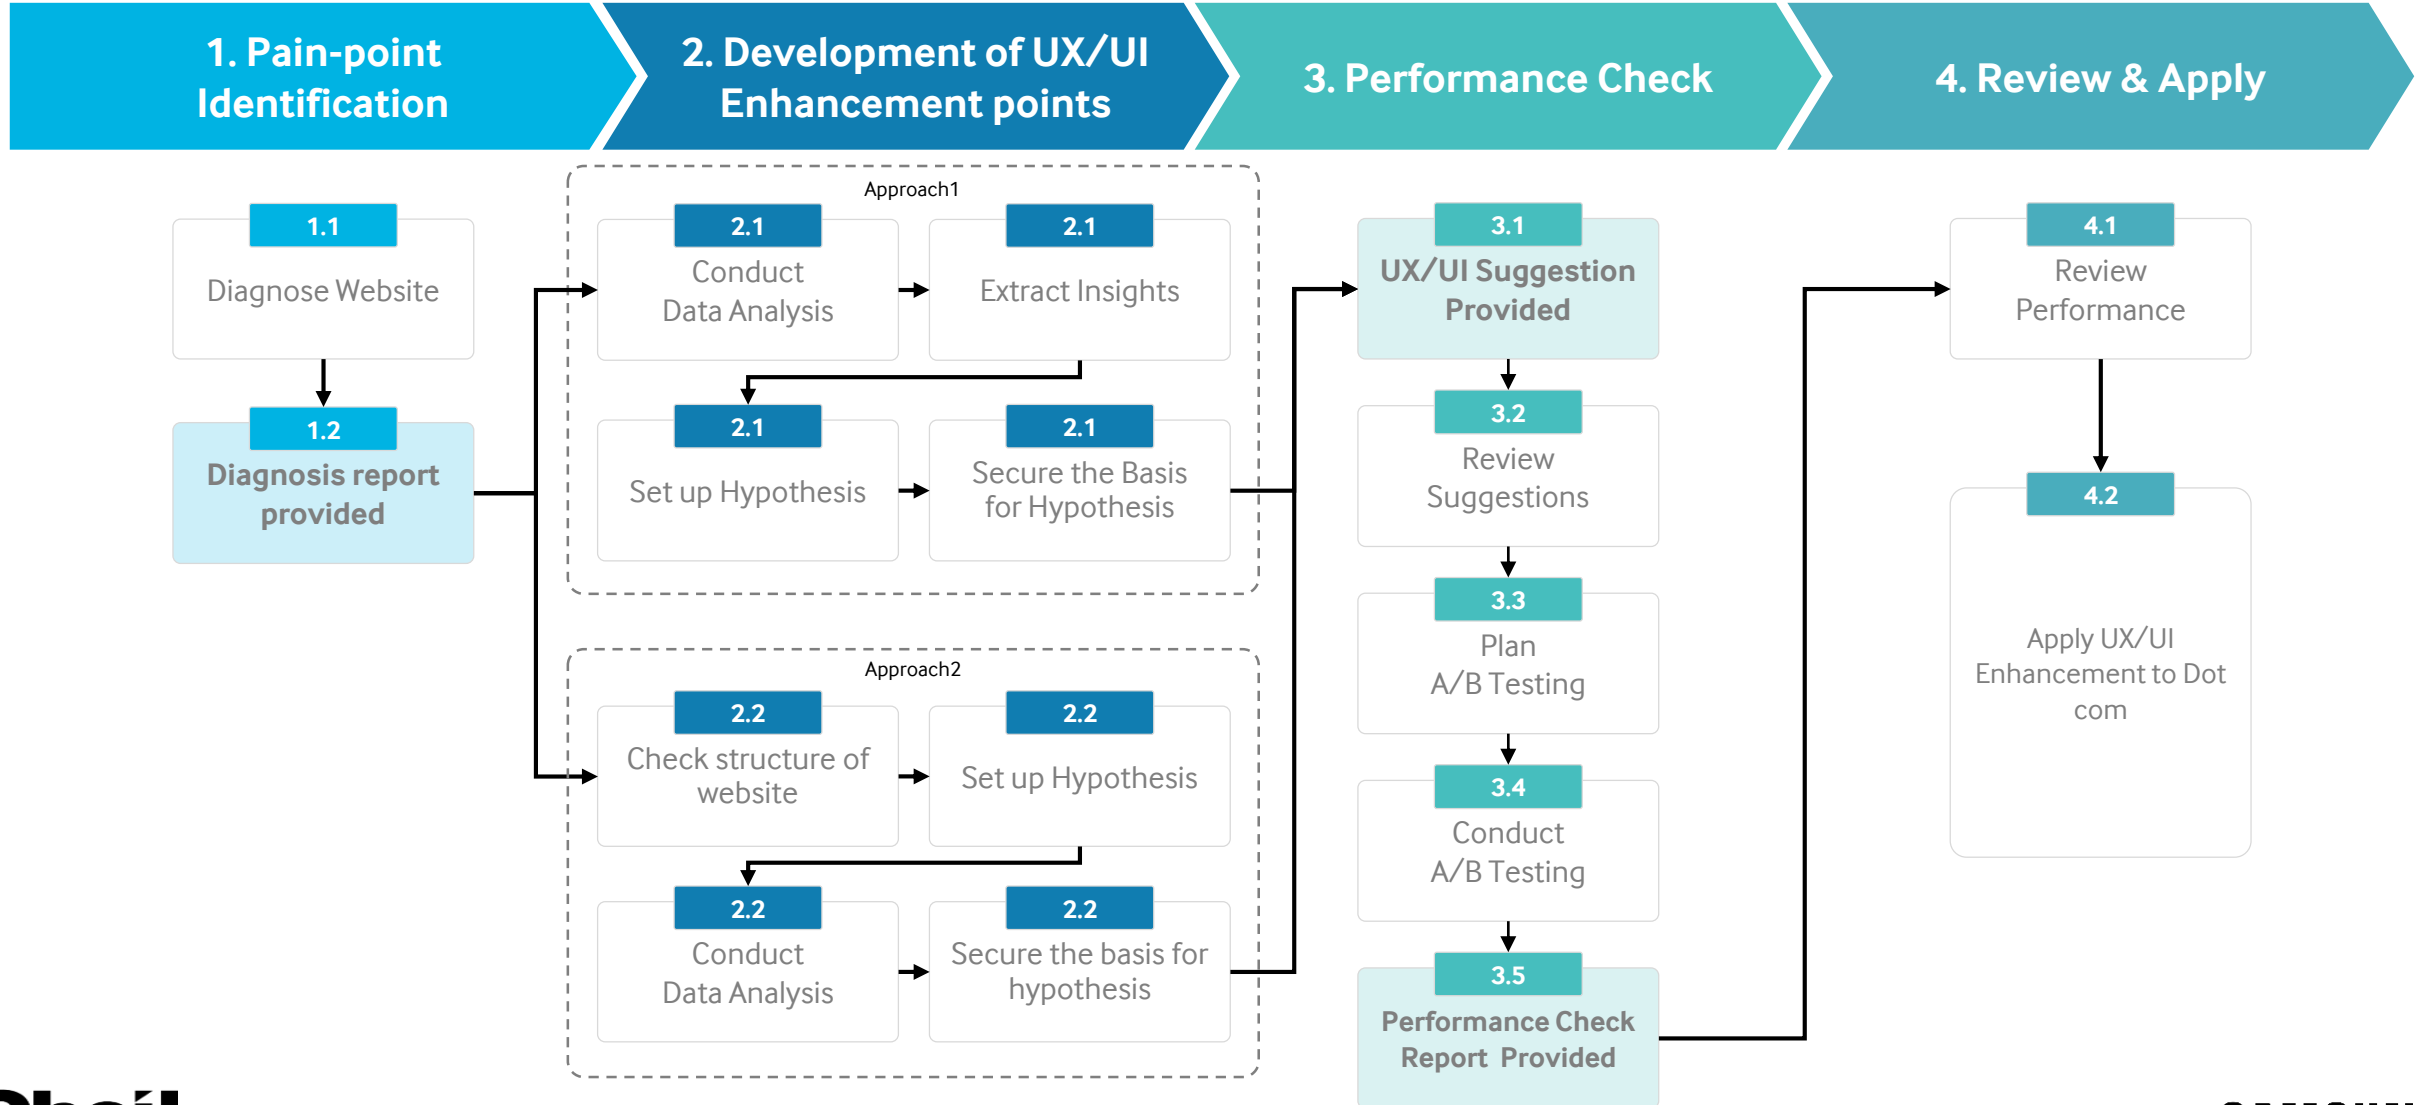 1. Pain-point
Identification
2. Development of UX/UI
Enhancement points
3. Performance Check
4. Review & Apply
1.1
Diagnose Website
1.2
Diagnosis report
provided
Approach1
2.1
Conduct
Data Analysis
2.1
Extract Insights
2.1
Set up Hypothesis
2.1
Secure the Basis
for Hypothesis
Approach2
2.2
Check structure of
website
2.2
Set up Hypothesis
2.2
Conduct
Data Analysis
2.2
Secure the basis for
hypothesis
3.1
UX/UI Suggestion
Provided
3.2
Review
Suggestions
3.3
Plan
A/B Testing
3.4
Conduct
A/B Testing
3.5
Performance Check
Report Provided
4.1
Review
Performance
4.2
Apply UX/UI
Enhancement to Dot
com